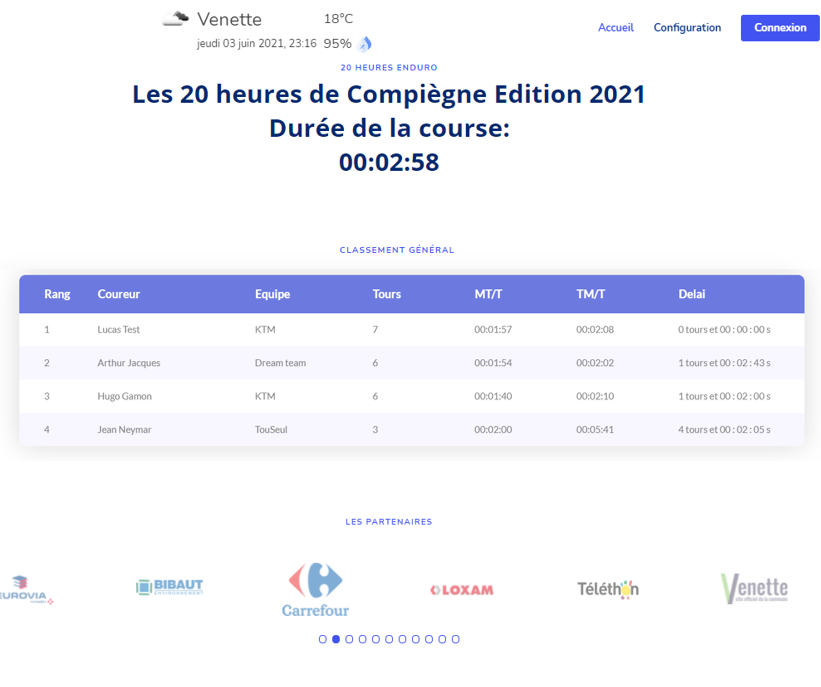 Venette 18°C
jeudi 03 juin 2021, 23:16 95%
Accueil Configuration Connexion
20 HEURES ENDURO
Les 20 heures de Compiègne Edition 2021
Durée de la course:
00:02:58
CLASSEMENT GÉNÉRAL
Rang Coureur Equipe Tours MT/T TM/T Delai
1 Lucas Test KTM 7 00:01:57 00:02:08 0 tours et 00 : 00 : 00 s
2 Arthur Jacques Dream team 6 00:01:54 00:02:02 1 tours et 00 : 02 : 43 s
3 Hugo Gamon KTM 6 00:01:40 00:02:10 1 tours et 00 : 02 : 00 s
4 Jean Neymar TouSeul 3 00:02:00 00:05:41 4 tours et 00 : 02 : 05 s
LES PARTENAIRES
EUROVIA
BIBAUT
ENVIRONNEMENT
Carrefour
LOXAM
Téléthon
Venette
site officiel de la commune